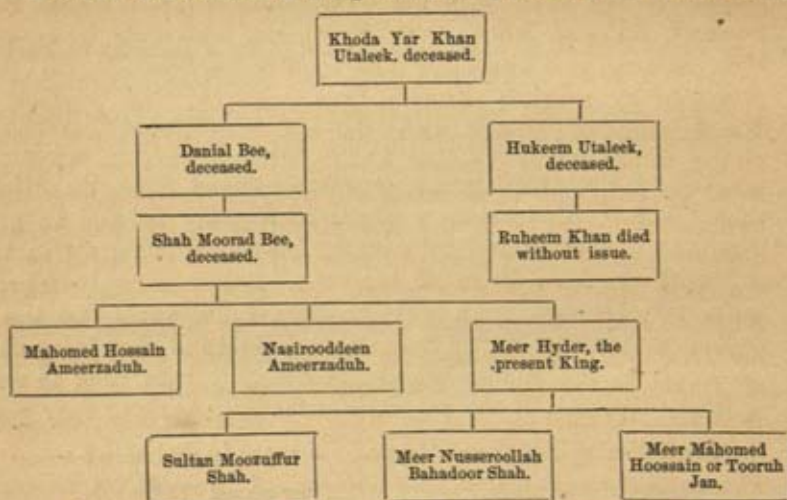 Khoda Yar Khan
Utaleek, deceased.
Danial Bee,
deceased.
Hukeem Utaleek,
deceased.
Shah Moorad Bee,
deceased.
Ruheem Khan died
without issue.
Mahomed Hossain
Ameerzaduh.
Nasirooddeen
Ameerzaduh.
Meer Hyder, the
present King.
Sultan Moozuffur
Shah.
Meer Nusseroollah
Bahadoor Shah.
Meer Mahomed
Hoossain or Tooruh
Jan.